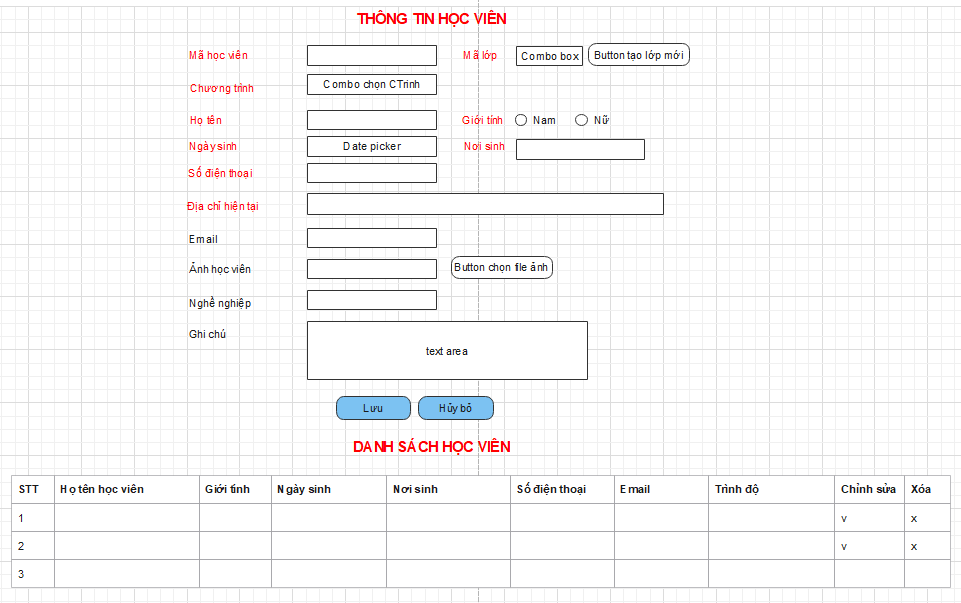 THÔNG TIN HỌC VIÊN
Mã học viên
Mã lớp
Combo box
Button tạo lớp mới
Chương trình
Combo chọn CTrinh
Họ tên
Giới tính
Nam
Nữ
Ngày sinh
Date picker
Nơi sinh
Số điện thoại
Địa chỉ hiện tại
Email
Ảnh học viên
Button chọn file ảnh
Nghề nghiệp
Ghi chú
text area
Lưu
Hủy bỏ
DANH SÁCH HỌC VIÊN
STT Họ tên học viên Giới tính Ngày sinh Nơi sinh Số điện thoại Email Trình độ Chỉnh sửa Xóa
1 v x
2 v x
3